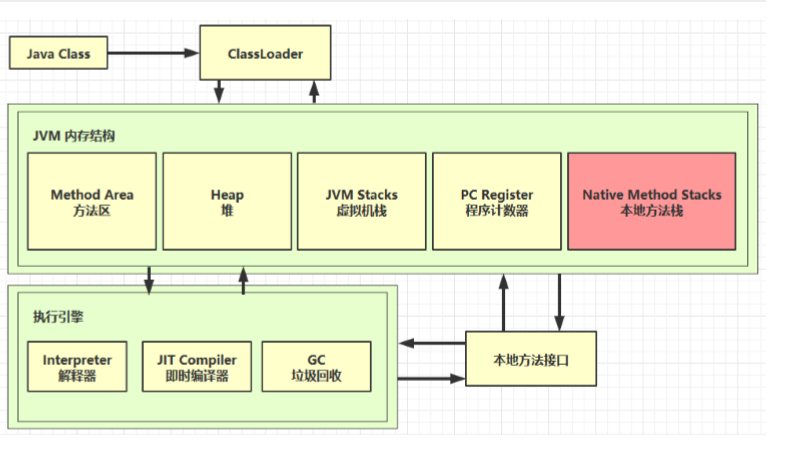 Java Class
ClassLoader
JVM 内存结构
Method Area
方法区
Heap
堆
JVM Stacks
虚拟机栈
PC Register
程序计数器
Native Method Stacks
本地方法栈
执行引擎
Interpreter
解释器
JIT Compiler
即时编译器
GC
垃圾回收
本地方法接口